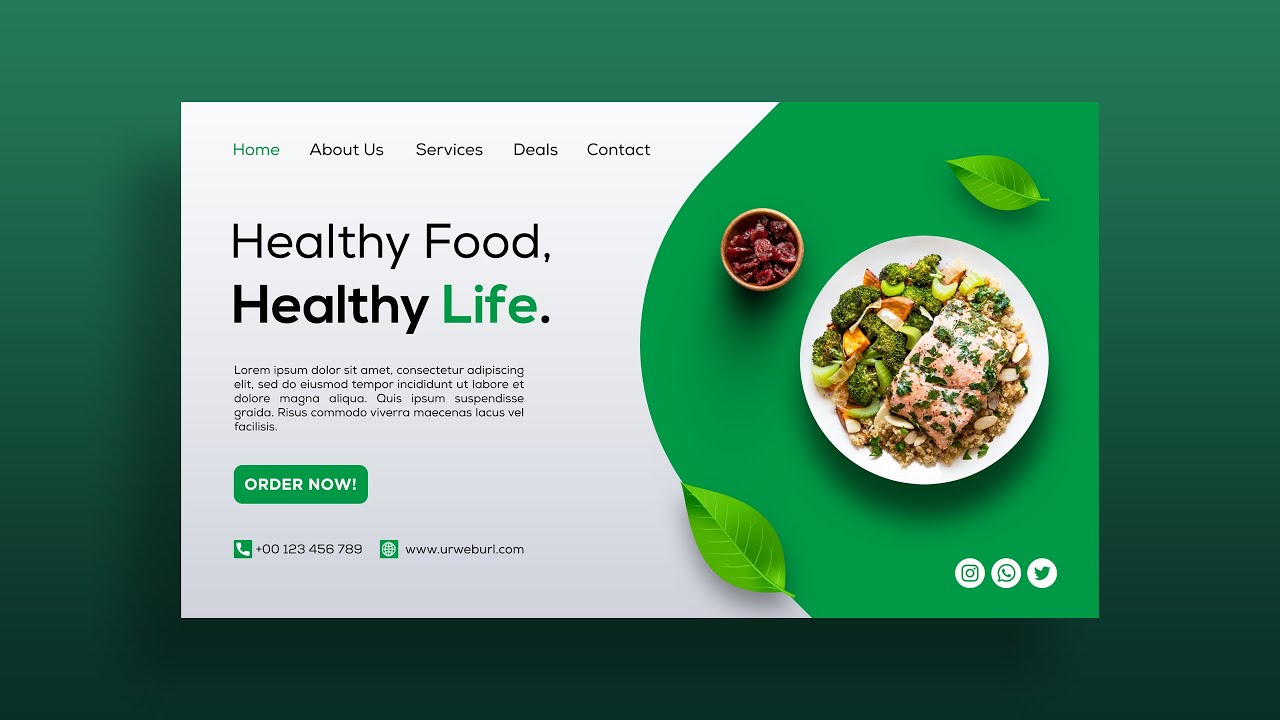 Home About Us Services Deals Contact
Healthy Food,
Healthy Life.
Lorem ipsum dolor sit amet, consectetur adipiscing
elit, sed do eiusmod tempor incididunt ut labore et
dolore magna aliqua. Quis ipsum suspendisse
graida. Risus commodo viverra maecenas lacus vel
facilisis.
ORDER NOW!
+00 123 456 789 www.urweburl.com